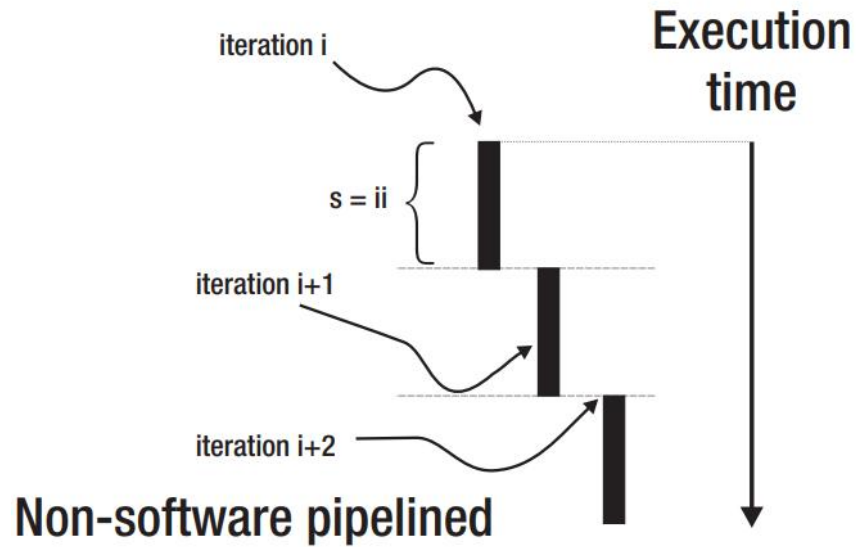 iteration i
Execution
time
s = ii
iteration i+1
iteration i+2
Non-software pipelined